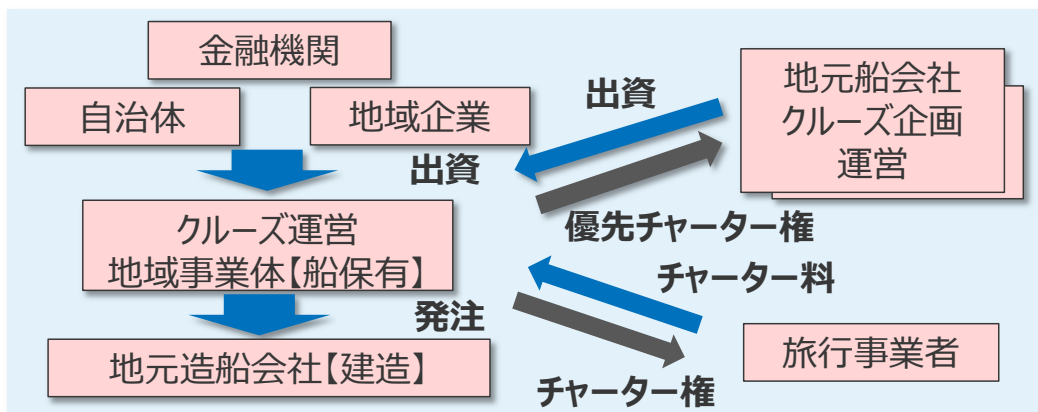 金融機関
自治体
地域企業
出資
出資
地元船会社
クルーズ企画
運営
優先チャーター権
クルーズ運営
地域事業体【船保有】
チャーター料
発注
チャーター権
旅行事業者
地元造船会社【建造】